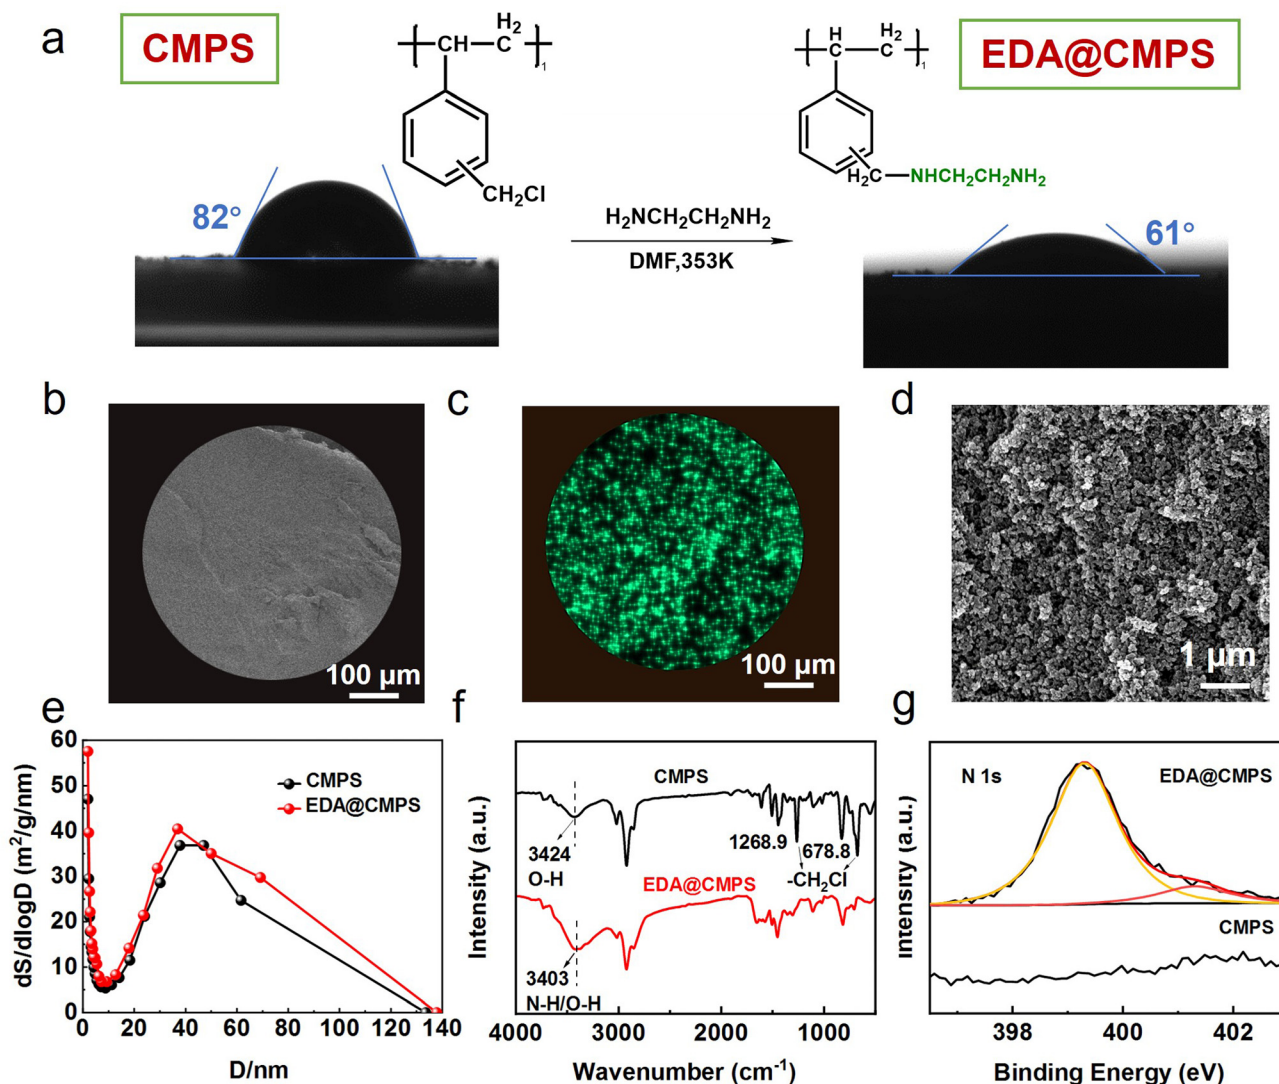 a
CMPS
H2
CH
C
1
CH2Cl
82°
H2NCH2CH2NH2
DMF,353K
H
C
H2
C
1
H2C
NHCH2CH2NH2
EDA@CMPS
61°
b
100 μm
c
100 μm
d
1 μm
e
60
50
40
30
20
10
0
dS/dlogD (m²/g/nm)
CMPS
EDA@CMPS
0 20 40 60 80 100 120 140
D/nm
f
Intensity (a.u.)
CMPS
3424
O-H
1268.9
678.8
-CH2Cl
EDA@CMPS
3403
N-H/O-H
4000 3000 2000 1000
Wavenumber (cm-1)
g
Intensity (a.u.)
N 1s
EDA@CMPS
CMPS
398 400 402
Binding Energy (eV)